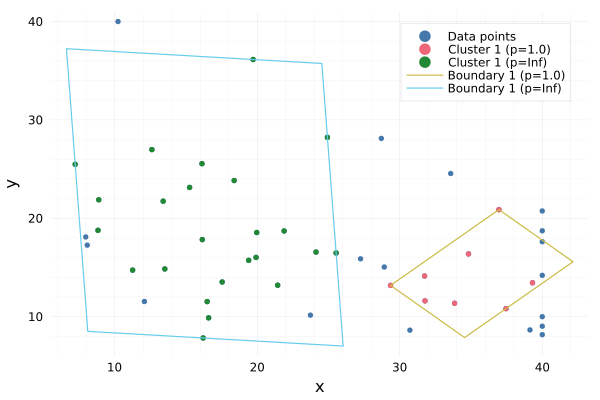 40
30
20
10
y
10
20
30
40
x
Data points
Cluster 1 (p=1.0)
Cluster 1 (p=Inf)
Boundary 1 (p=1.0)
Boundary 1 (p=Inf)